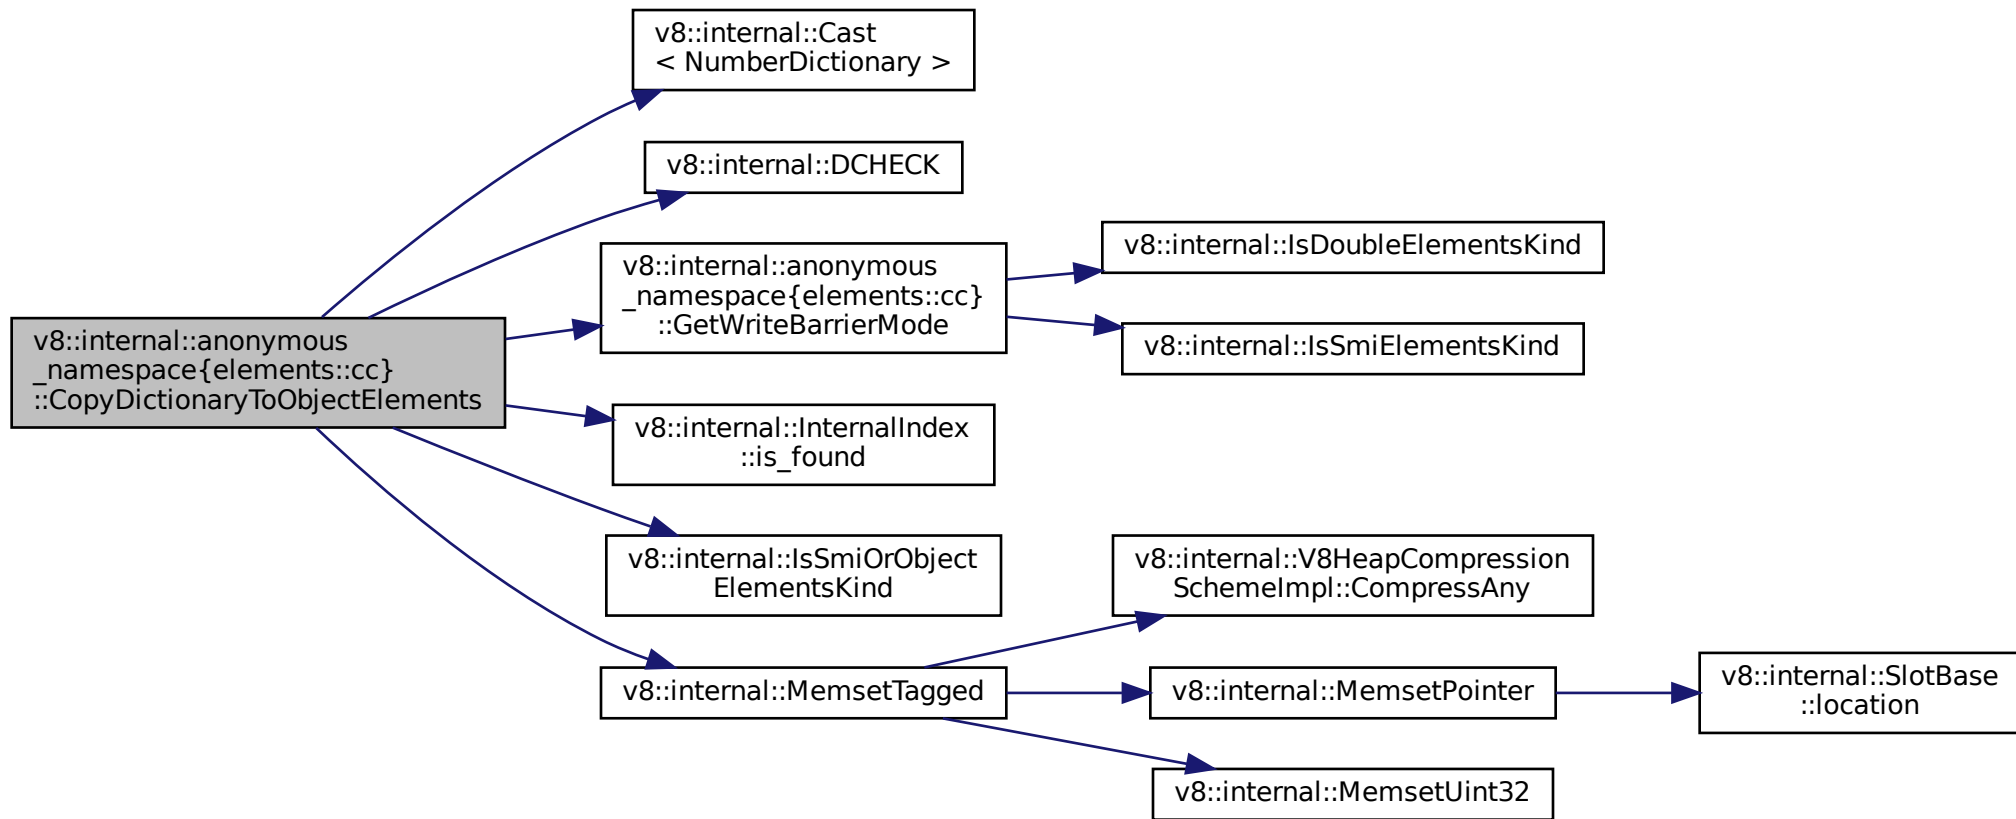 v8::internal::Cast
< NumberDictionary >
v8::internal::DCHECK
v8::internal::anonymous
_namespace{elements::cc}
::GetWriteBarrierMode
v8::internal::IsDoubleElementsKind
v8::internal::IsSmiElementsKind
v8::internal::anonymous
_namespace{elements::cc}
::CopyDictionaryToObjectElements
v8::internal::InternalIndex
::is_found
v8::internal::IsSmiOrObject
ElementsKind
v8::internal::V8HeapCompression
SchemeImpl::CompressAny
v8::internal::MemsetTagged
v8::internal::MemsetPointer
v8::internal::SlotBase
::location
v8::internal::MemsetUint32